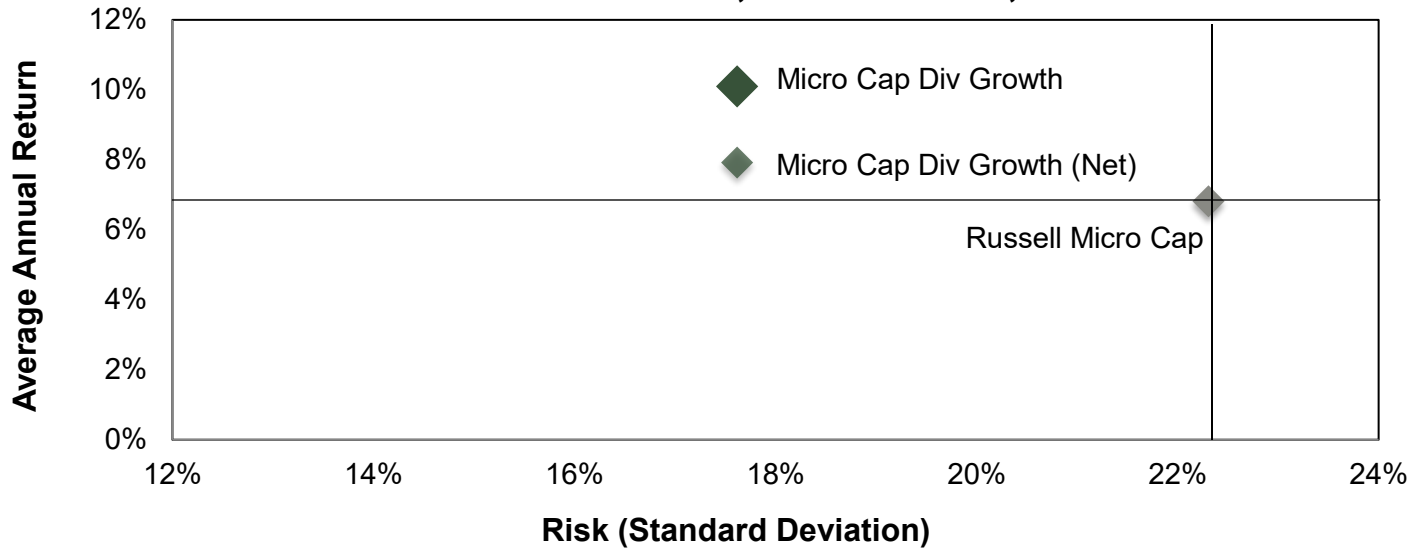 12%
Micro Cap Div Growth
10%
8%
Micro Cap Div Growth (Net)
6%
Russell Micro Cap
4%
2%
0%
Average Annual Return
12% 14% 16% 18% 20% 22% 24%
Risk (Standard Deviation)